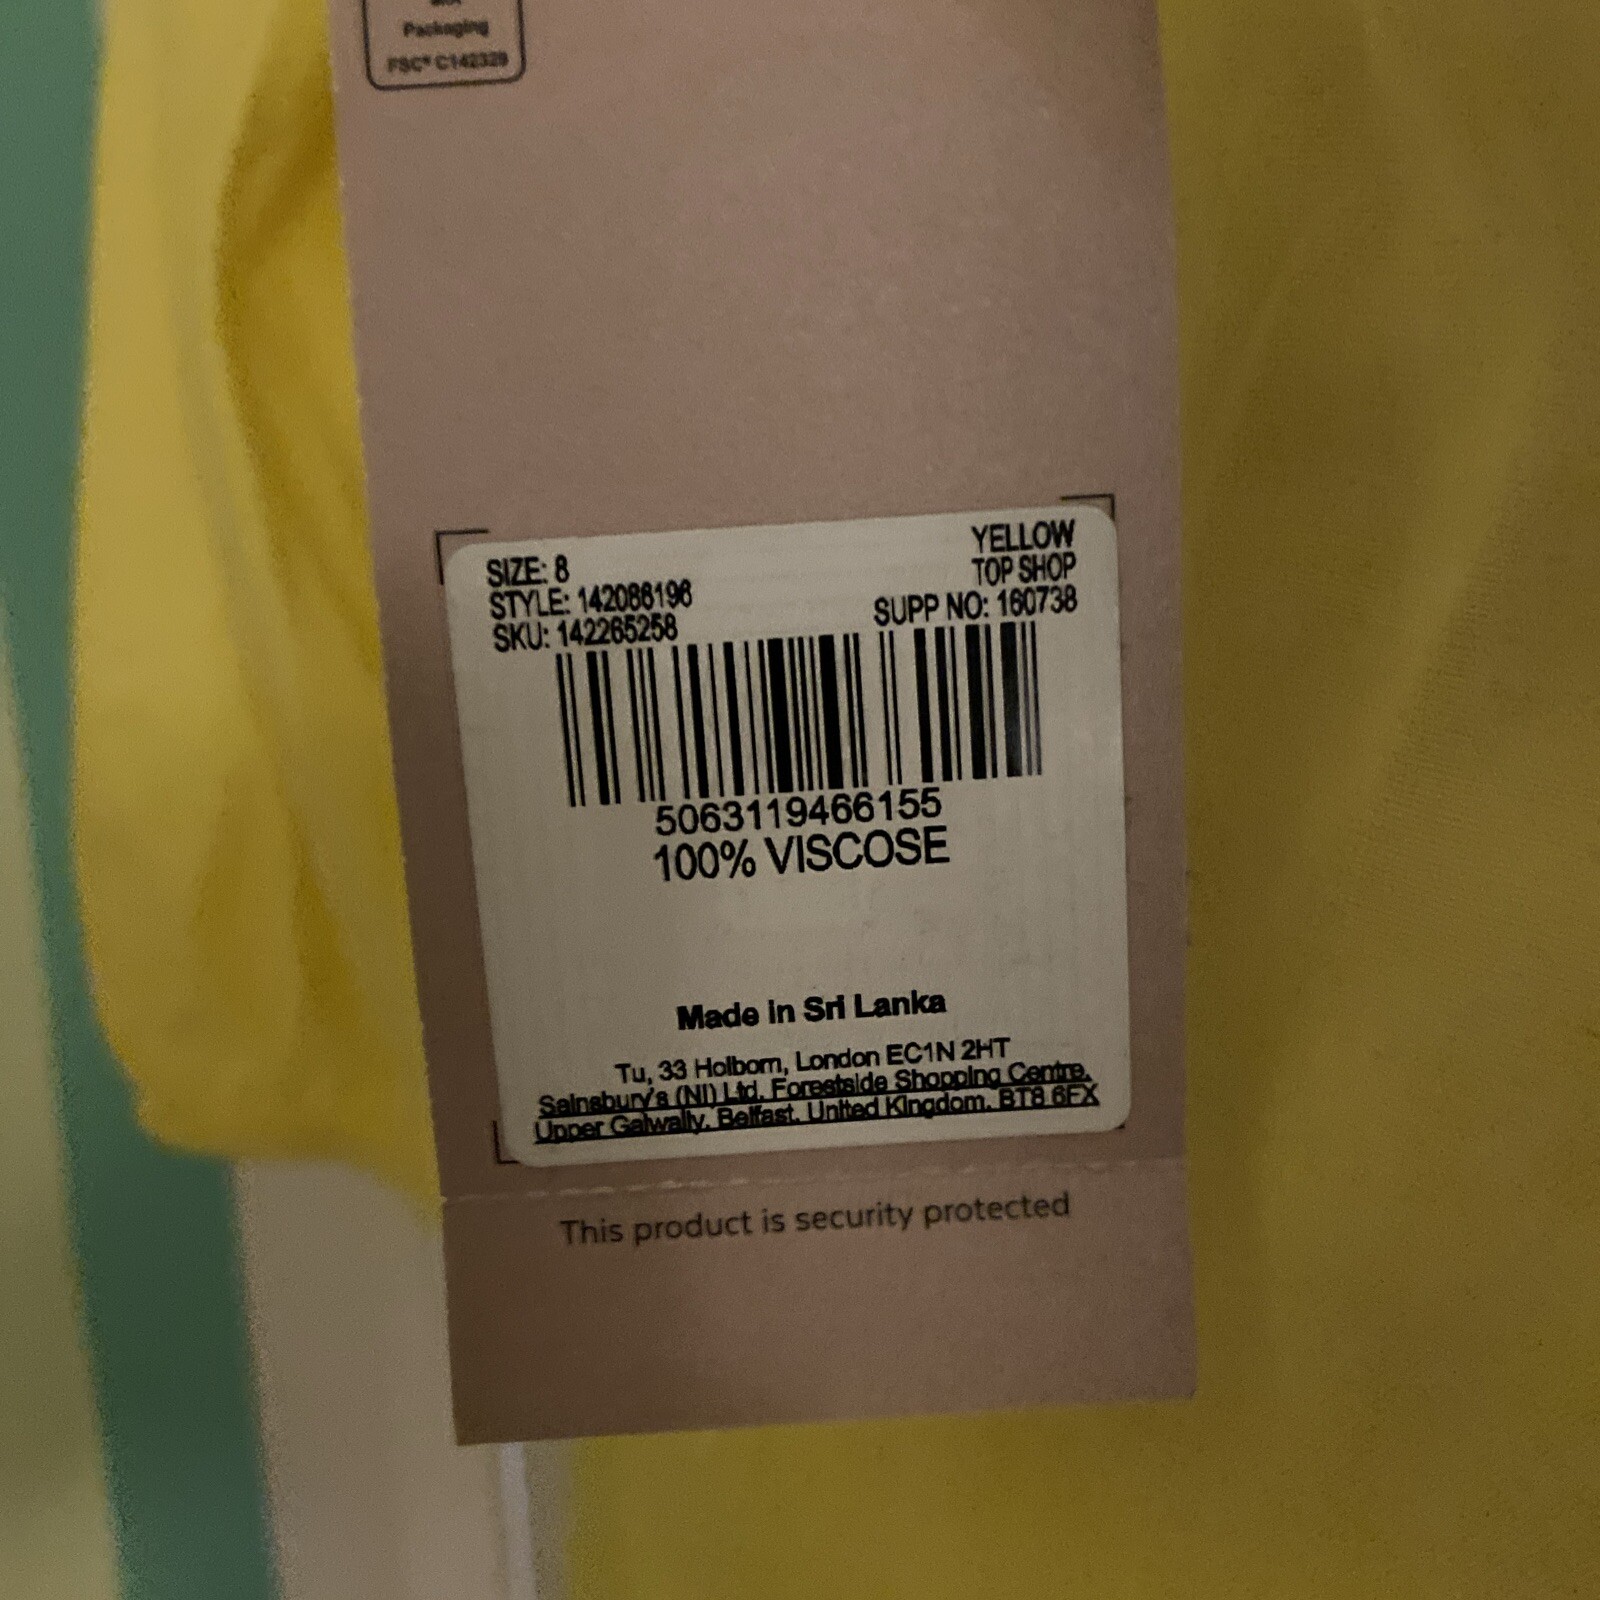 Packaging
FSC® C142329
SIZE: 8
STYLE: 142086196
SKU: 142265258
YELLOW
TOP SHOP
SUPP NO: 160738
5063119466155
100% VISCOSE
Made in Sri Lanka
Tu, 33 Holborn, London EC1N 2HT
Sainsbury's (NI) Ltd. Forestside Shopping Centre,
Upper Galwally, Belfast. United Kingdom. BT8 6FX
This product is security protected